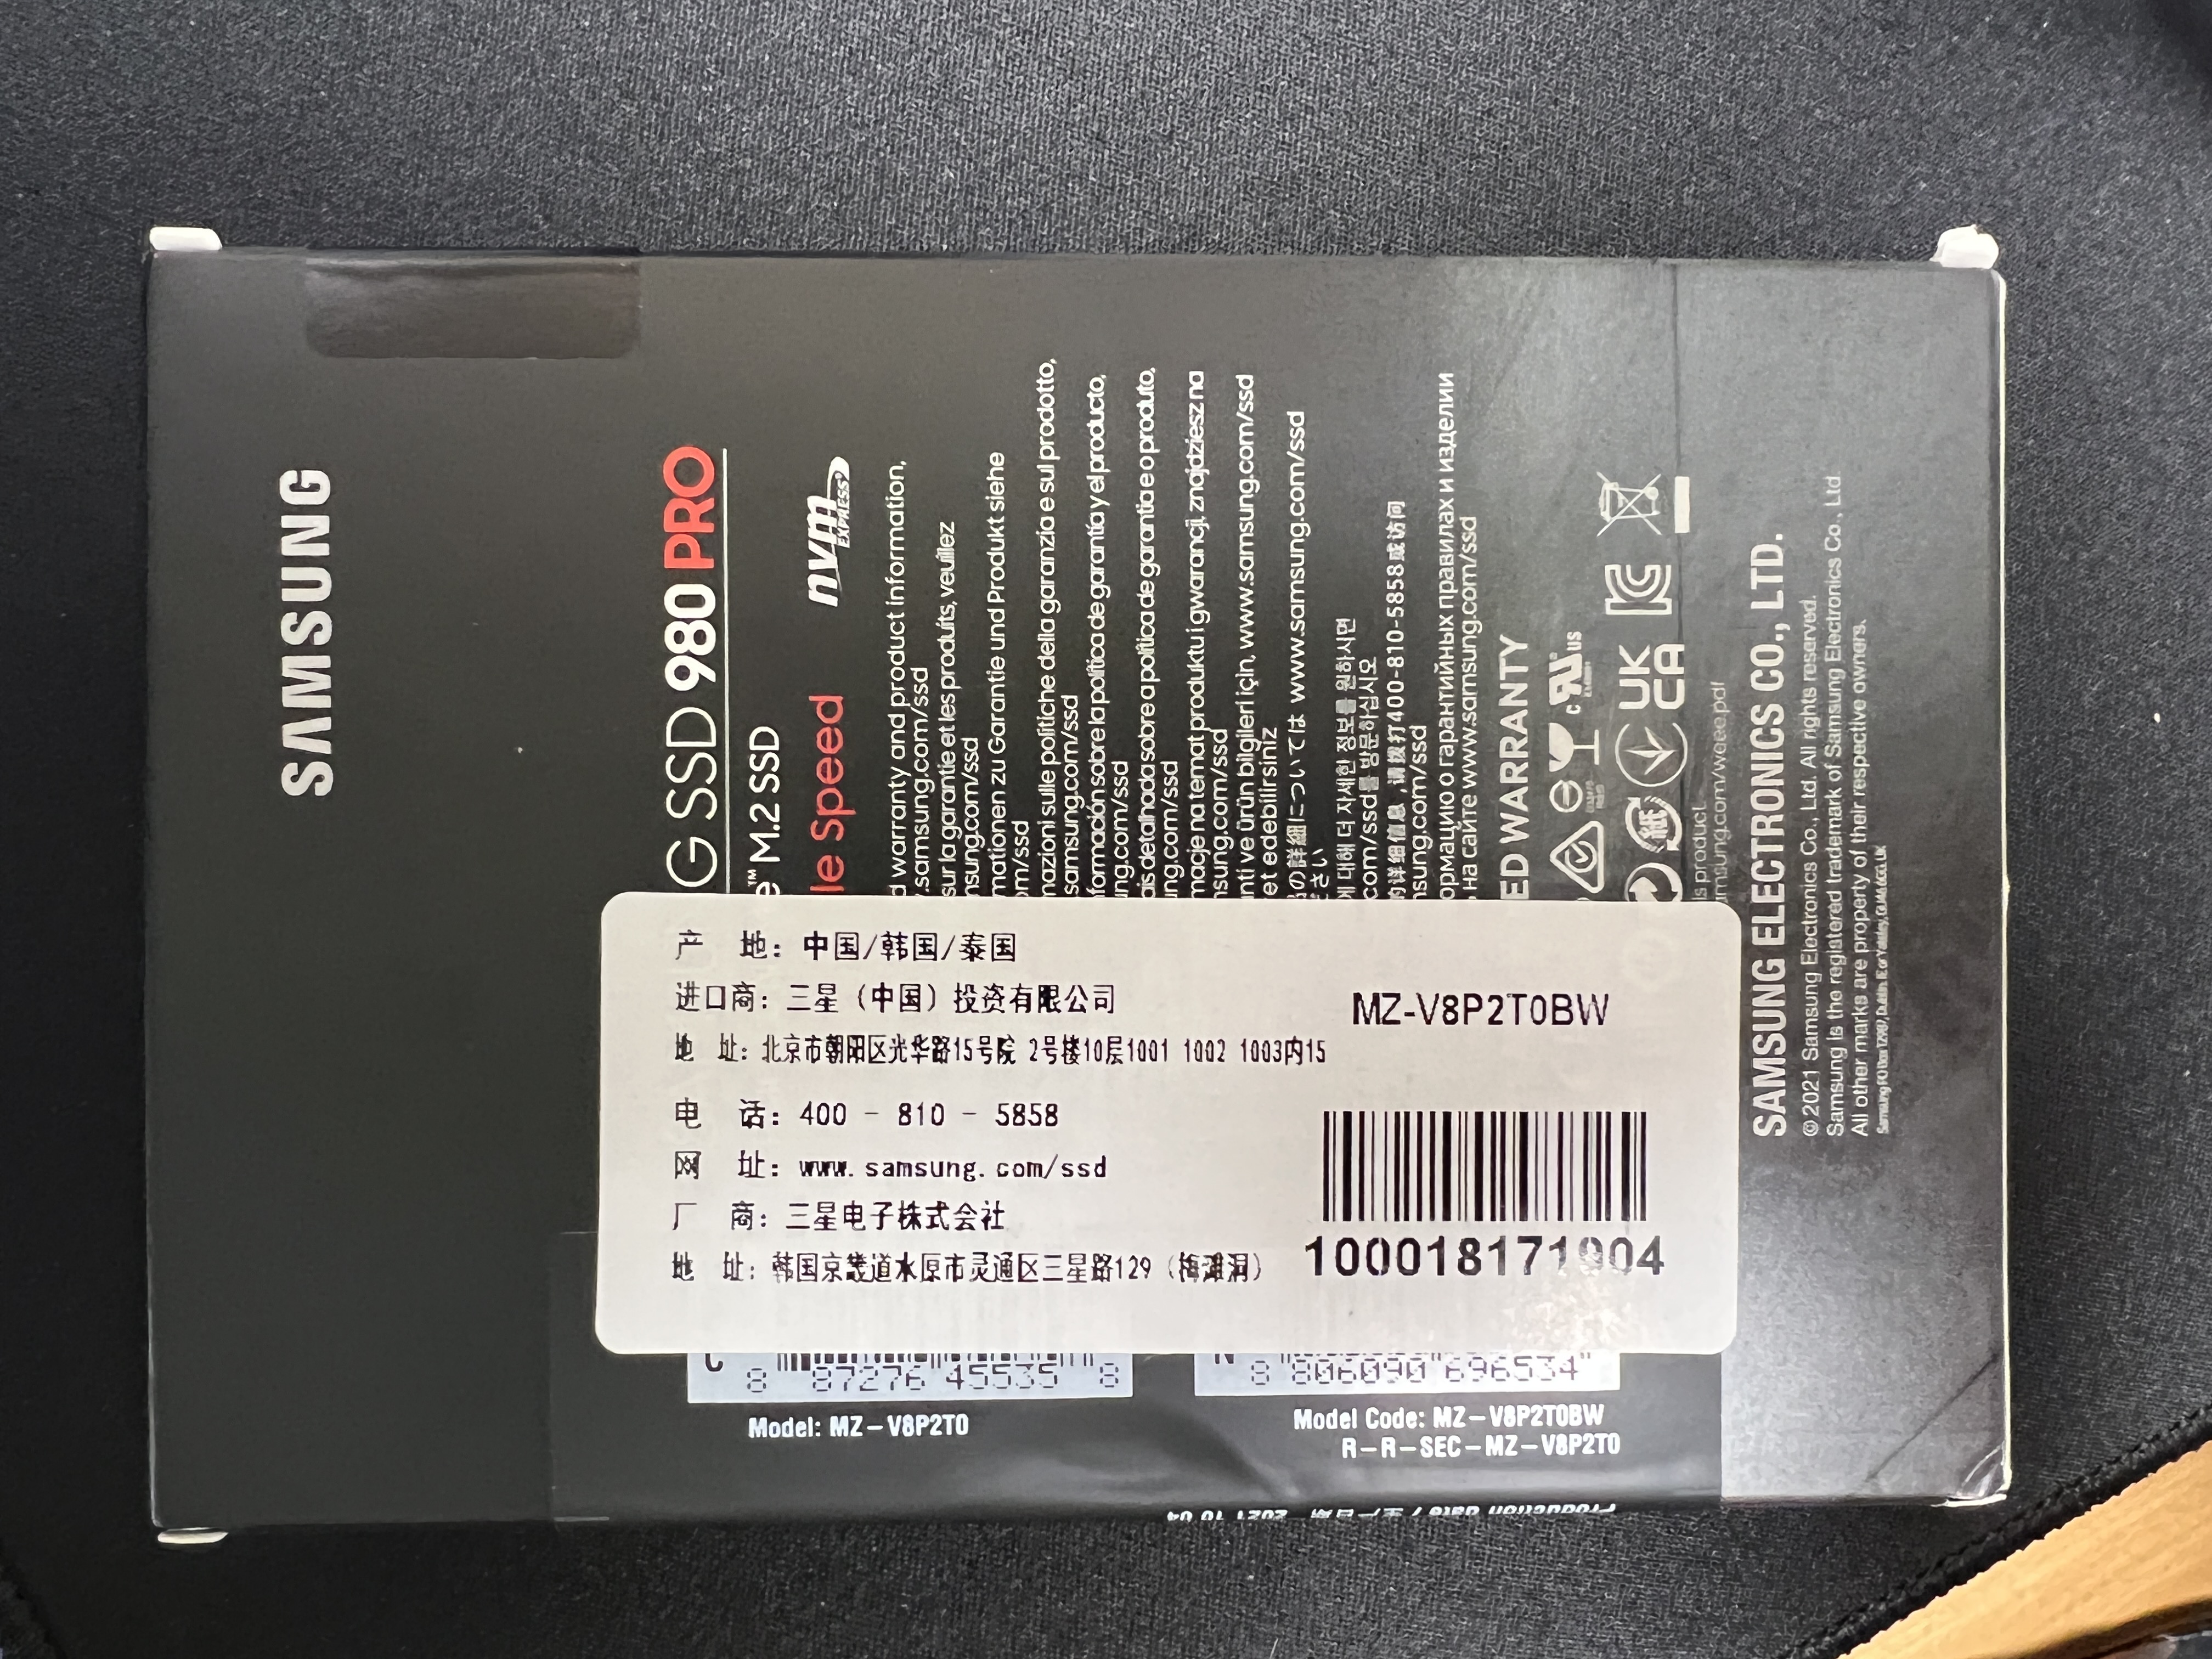 SAMSUNG
G SSD 980 PRO
e™ M.2 SSD
le Speed
nvm
EXPRESS
d warranty and product information,
.samsung.com/ssd
sur la garantie et les produits, veuillez
nsung.com/ssd
mationen zu Garantie und Produkt siehe
om/ssd
mazioni sulle politiche della garanzia e sul prodotto,
.samsung.com/ssd
nformación sobre la política de garantía y el producto,
ung.com/ssd
ais detalhada sobre a política de garantia e o produto,
ung.com/ssd
macje na temat produktu i gwarancji, znajdziesz na
nsung.com/ssd
nti ve ürün bilgileri için, www.samsung.com/ssd
et edebilirsiniz
の詳細については www.samsung.com/ssd
ださい
에 대해 더 자세한 정보를 원하시면
com/ssd를 방문하십시오
的详细信息,请拨打400-810-5858或访问
nsung.com/ssd
ормацию о гарантийных правилах и изделии
ь на сайте www.samsung.com/ssd
ED WARRANTY
c RU US
紙
UK
CA
is product
amsung.com/weee.pdf
SAMSUNG ELECTRONICS CO., LTD.
© 2021 Samsung Electronics Co., Ltd. All rights reserved.
Samsung is the registered trademark of Samsung Electronics Co., Ltd.
All other marks are property of their respective owners.
Samsung PO Box 12987, Dublin. IE or Yateley, GU46 6GG. UK
产 地: 中国/韩国/泰国
进口商: 三星（中国）投资有限公司
地 址: 北京市朝阳区光华路15号院 2号楼10层1001 1002 1003内15
电 话: 400 - 810 - 5858
网 址: www.samsung.com/ssd
厂 商: 三星电子株式会社
地 址: 韩国京畿道水原市灵通区三星路129（梅滩洞）
MZ-V8P2T0BW
100018171904
Model: MZ-V8P2T0
8 87276 45535 8
Model Code: MZ-V8P2T0BW
R-R-SEC-MZ-V8P2T0
8 806090 696534
Production date /